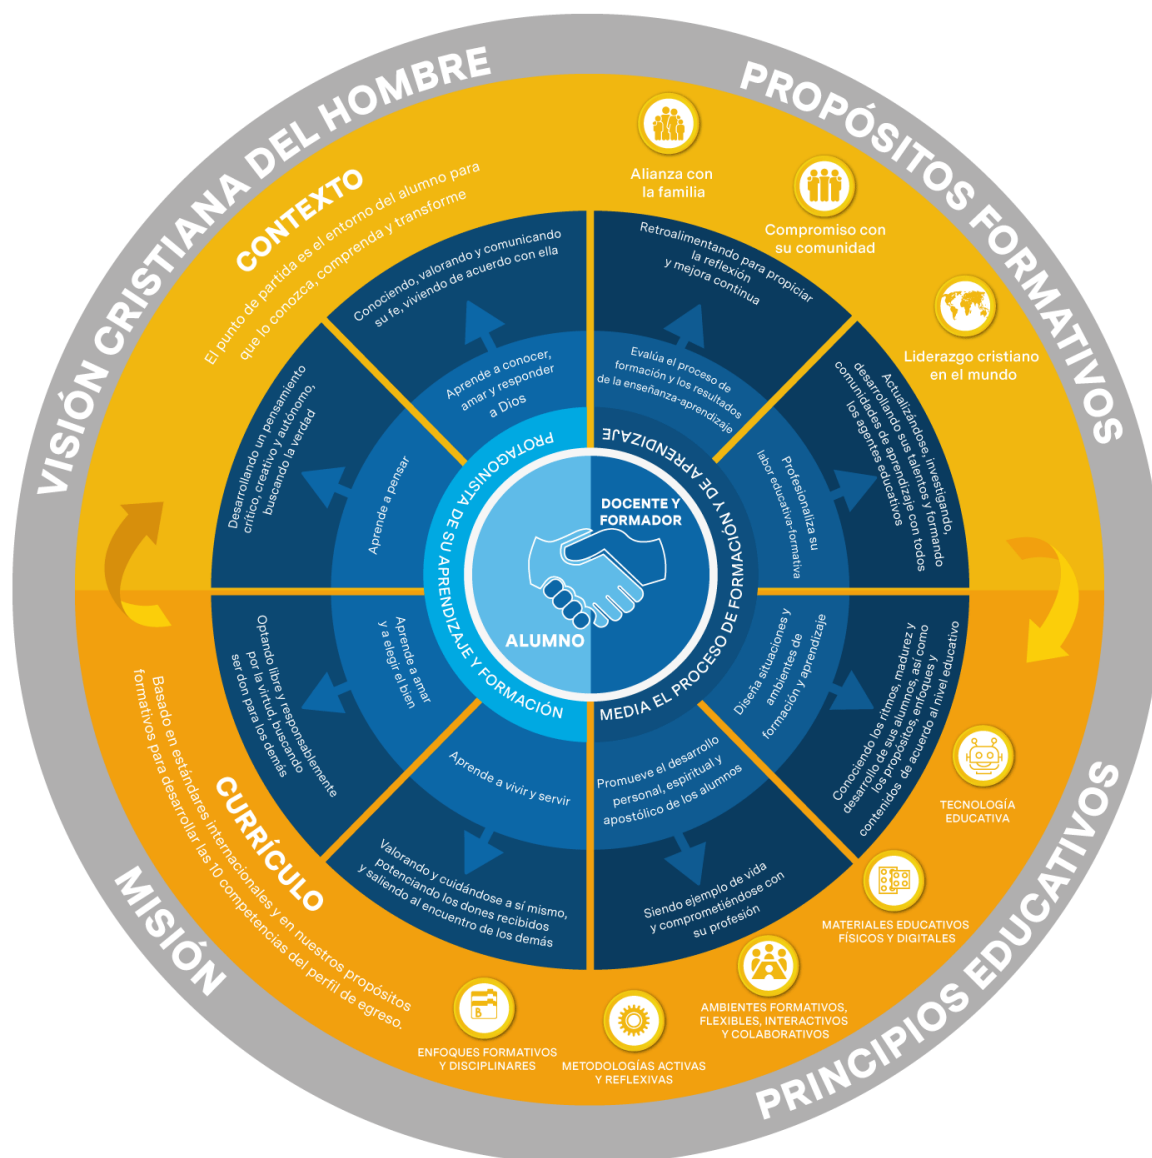 VISIÓN CRISTIANA DEL HOMBRE
PROPÓSITOS FORMATIVOS
PRINCIPIOS EDUCATIVOS
MISIÓN
CONTEXTO
El punto de partida es el entorno del alumno para
que lo conozca, comprenda y transforme
Alianza con
la familia
Compromiso con
su comunidad
Liderazgo cristiano
en el mundo
TECNOLOGÍA
EDUCATIVA
MATERIALES EDUCATIVOS
FÍSICOS Y DIGITALES
AMBIENTES FORMATIVOS,
FLEXIBLES, INTERACTIVOS
Y COLABORATIVOS
METODOLOGÍAS ACTIVAS
Y REFLEXIVAS
B
ENFOQUES FORMATIVOS
Y DISCIPLINARES
CURRÍCULO
Basado en estándares internacionales y en nuestros propósitos
formativos para desarrollar las 10 competencias del perfil de egreso.
Conociendo, valorando y comunicando
su fe, viviendo de acuerdo con ella
Aprende a conocer,
amar y responder
a Dios
Retroalimentando para propiciar
la reflexión
y mejora continua
Evalúa el proceso de
formación y los resultados
de la enseñanza-aprendizaje
Actualizándose, investigando,
desarrollando sus talentos y formando
comunidades de aprendizaje con todos
los agentes educativos
Profesionaliza su
labor educativa-formativa
Conociendo los ritmos, madurez y
desarrollo de sus alumnos, así como
los propósitos, enfoques y
contenidos de acuerdo al nivel educativo
Diseña situaciones y
ambientes de
formación y aprendizaje
Siendo ejemplo de vida
y comprometiéndose con
su profesión
Promueve el desarrollo
personal, espiritual y
apostólico de los alumnos
Valorando y cuidándose a sí mismo,
potenciando los dones recibidos
y saliendo al encuentro de los demás
Aprende a vivir y servir
Optando libre y responsablemente
por la virtud, buscando
ser don para los demás
Aprende a amar
y a elegir el bien
Desarrollando un pensamiento
crítico, creativo y autónomo,
buscando la verdad
Aprende a pensar
PROTAGONISTA DE SU APRENDIZAJE Y FORMACIÓN
MEDIA EL PROCESO DE FORMACIÓN Y DE APRENDIZAJE
DOCENTE Y
FORMADOR
ALUMNO